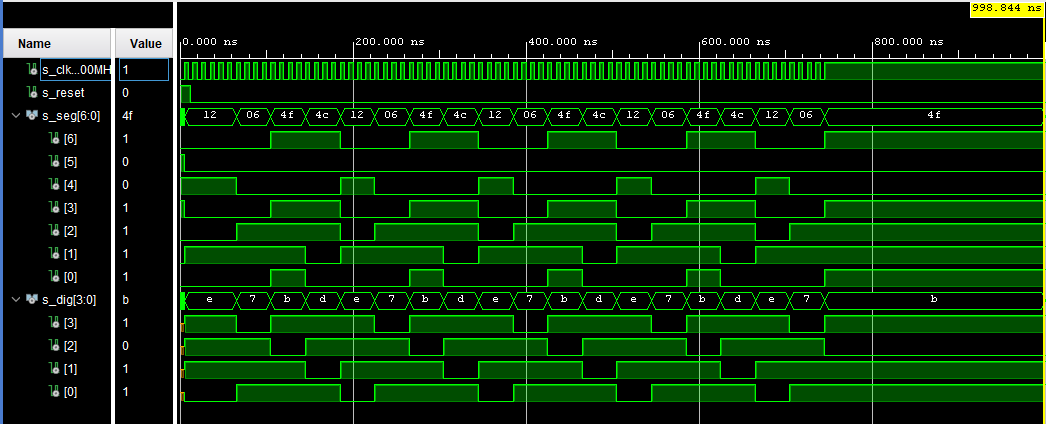 998.844 ns
Name Value 0.000 ns 200.000 ns 400.000 ns 600.000 ns 800.000 ns
s_clk...00MH 1
s_reset 0
s_seg[6:0] 4f 12 06 4f 4c 12 06 4f 4c 12 06 4f 4c 12 06 4f 4c 12 06 4f
[6] 1
[5] 0
[4] 0
[3] 1
[2] 1
[1] 1
[0] 1
s_dig[3:0] b e 7 b d e 7 b d e 7 b d e 7 b d e 7 b
[3] 1
[2] 0
[1] 1
[0] 1